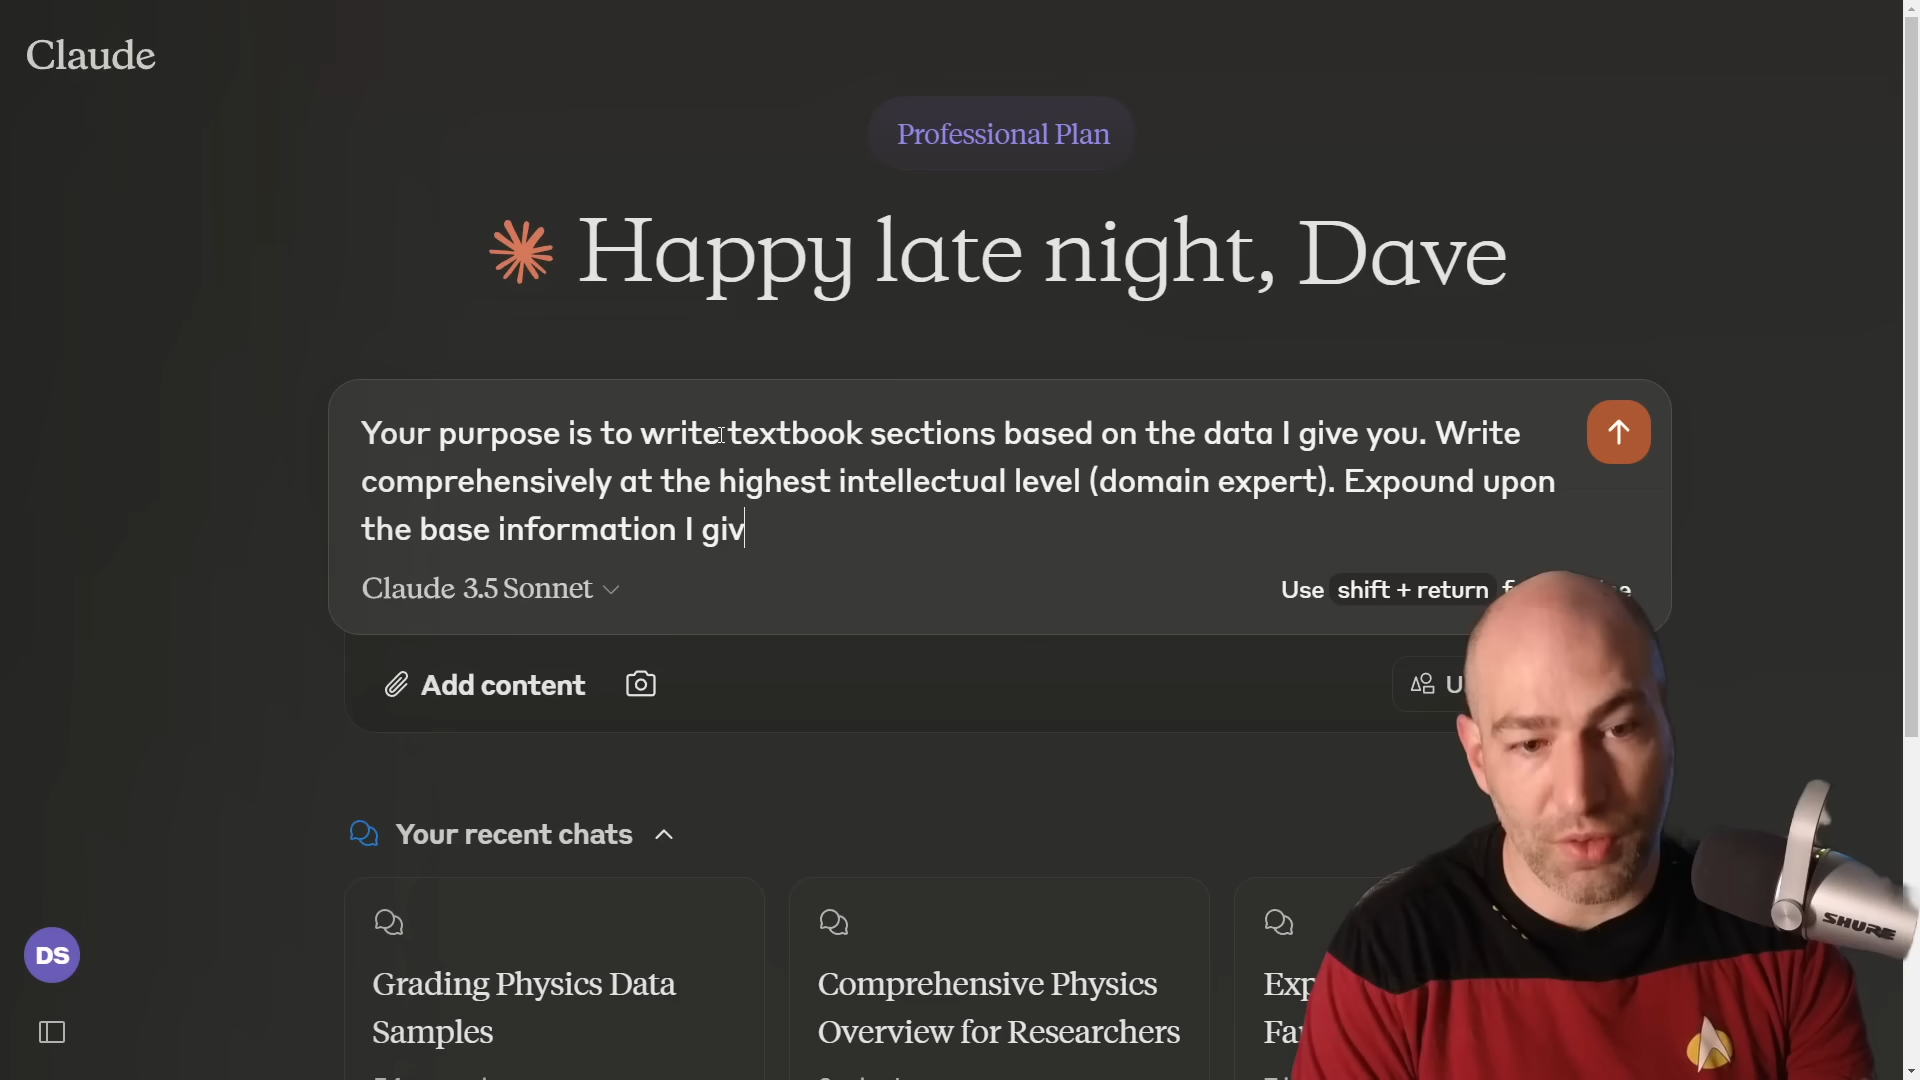 Claude
Professional Plan
Happy late night, Dave
Your purpose is to write textbook sections based on the data I give you. Write
comprehensively at the highest intellectual level (domain expert). Expound upon
the base information I giv
Claude 3.5 Sonnet
Use shift + return
Add content
Your recent chats
DS
Grading Physics Data
Samples
Comprehensive Physics
Overview for Researchers
SHURE